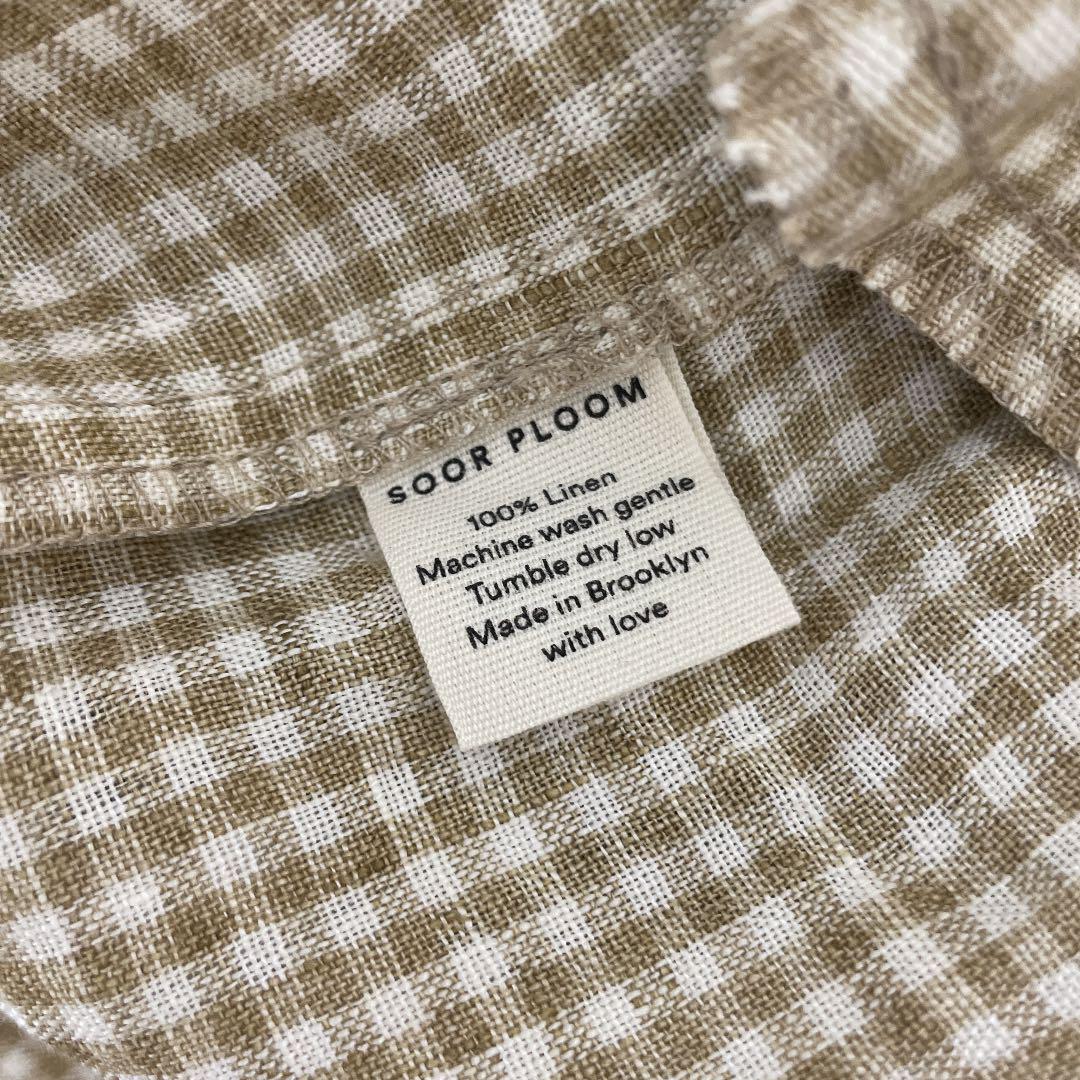 SOOR PLOOM
100% Linen
Machine wash gentle
Tumble dry low
Made in Brooklyn
with love